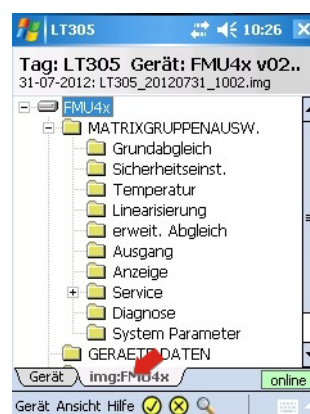 LT305 10:26
Tag: LT305 Gerät: FMU4x v02..
31-07-2012: LT305_20120731_1002.img
FMU4x
MATRIXGRUPPENAUSW.
Grundabgleich
Sicherheitseinst.
Temperatur
Linearisierung
erweit. Abgleich
Ausgang
Anzeige
Service
Diagnose
System Parameter
GERAETEDATEN
Gerät img:FMU4x online
Gerät Ansicht Hilfe